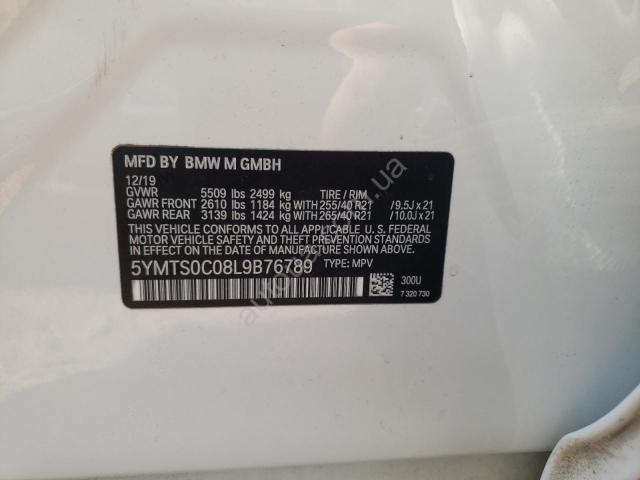 MFD BY BMW M GMBH
12/19
GVWR 5509 lbs 2499 kg TIRE / RIM
GAWR FRONT 2610 lbs 1184 kg WITH 255/40 R21 /9.5J x 21
GAWR REAR 3139 lbs 1424 kg WITH 265/40 R21 /10.0J x 21
THIS VEHICLE CONFORMS TO ALL APPLICABLE U. S. FEDERAL
MOTOR VEHICLE SAFETY STANDARDS IN EFFECT ON THE
DATE OF MANUFACTURE SHOWN ABOVE.
5YMTS0C08L9B76789 TYPE: MPV
300U
7 320 730